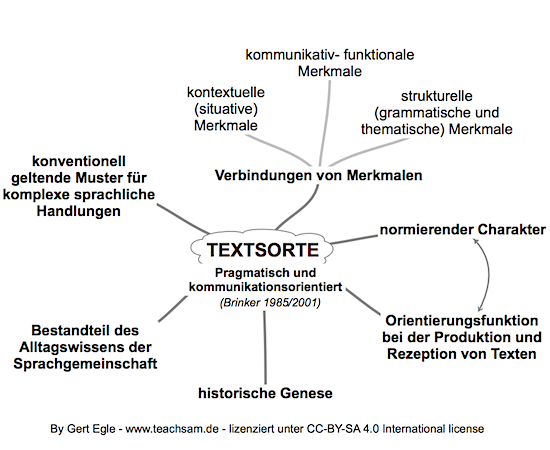 kommunikativ- funktionale
Merkmale
kontextuelle
(situative)
Merkmale
strukturelle
(grammatische und
thematische) Merkmale
Verbindungen von Merkmalen
konventionell
geltende Muster für
komplexe sprachliche
Handlungen
normierender Charakter
TEXTSORTE
Pragmatisch und
kommunikationsorientiert
(Brinker 1985/2001)
Bestandteil des
Alltagswissens der
Sprachgemeinschaft
Orientierungsfunktion
bei der Produktion und
Rezeption von Texten
historische Genese
By Gert Egle - www.teachsam.de - lizenziert unter CC-BY-SA 4.0 International license